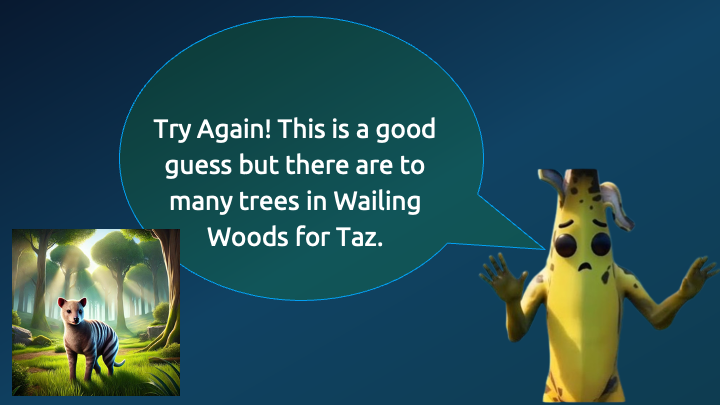 Try Again! This is a good
guess but there are to
many trees in Wailing
Woods for Taz.